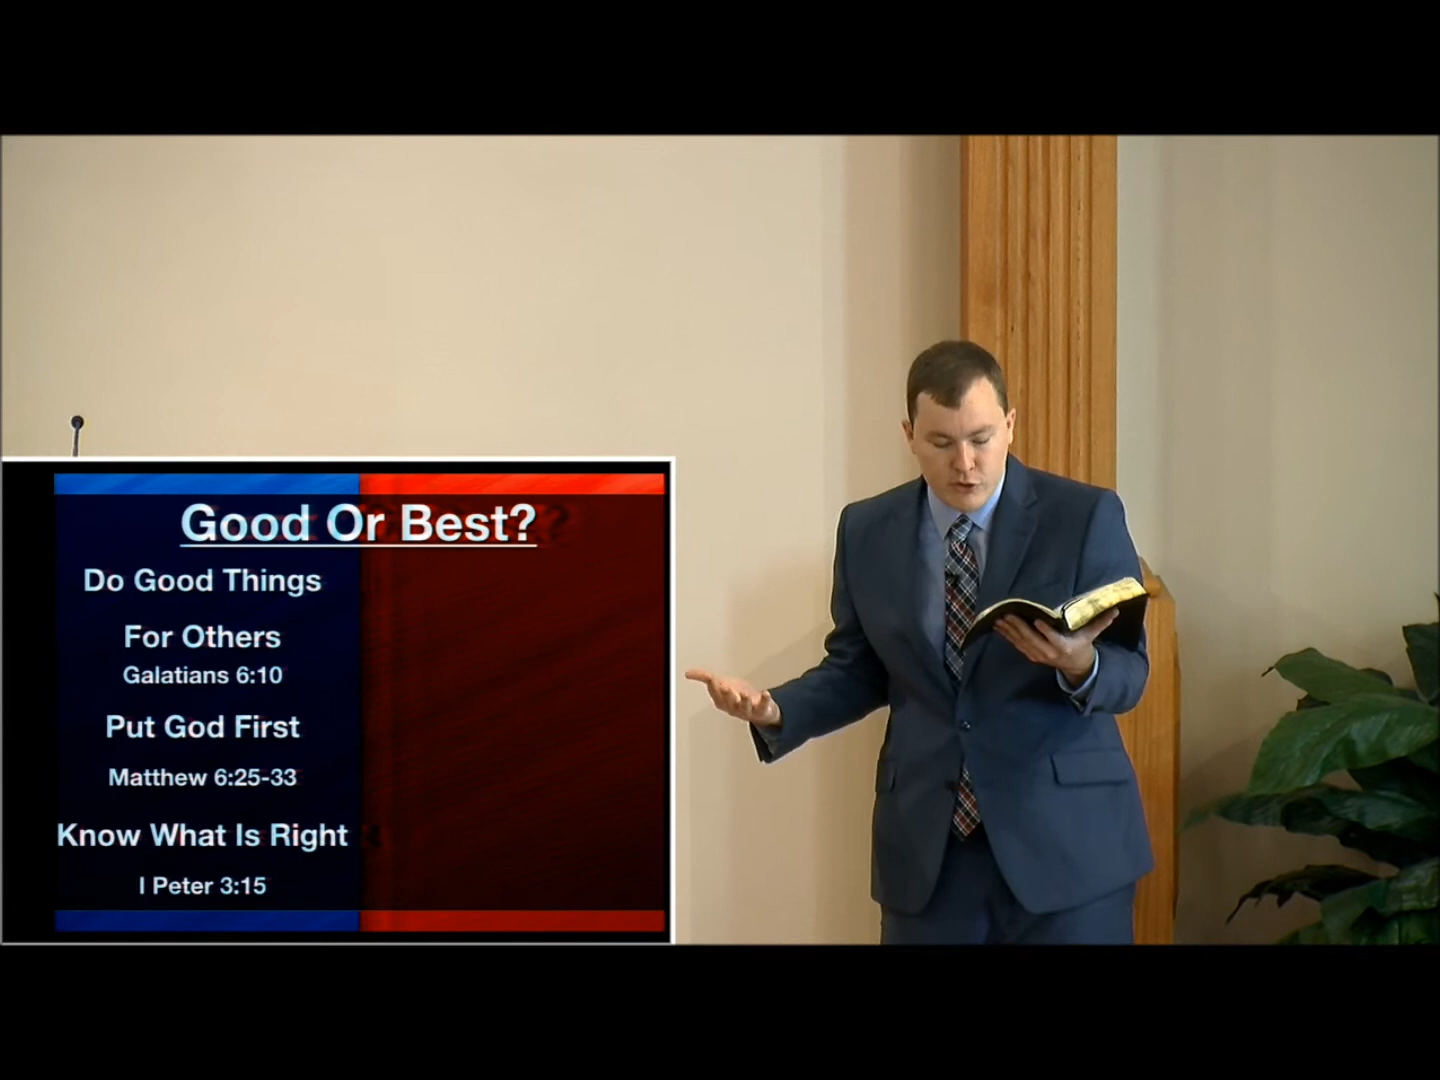 Good Or Best?
Do Good Things
For Others
Galatians 6:10
Put God First
Matthew 6:25-33
Know What Is Right
I Peter 3:15